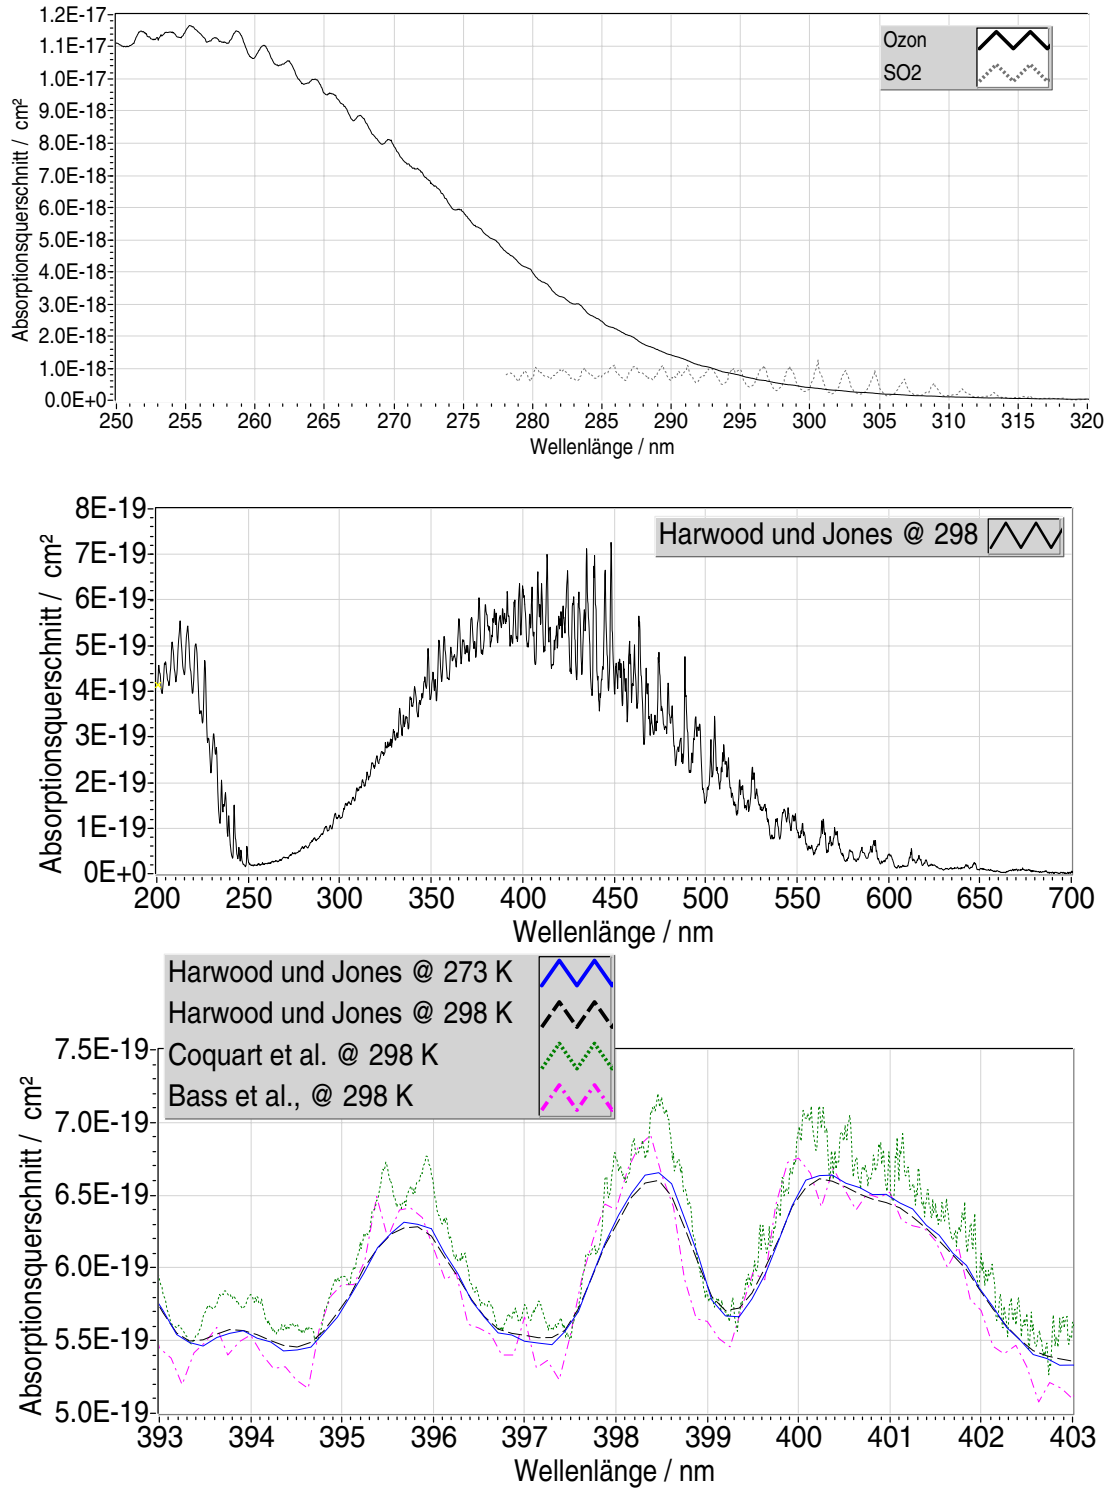 1.2E-17
1.1E-17
1.0E-17
9.0E-18
8.0E-18
7.0E-18
6.0E-18
5.0E-18
4.0E-18
3.0E-18
2.0E-18
1.0E-18
0.0E+0
Absorptionsquerschnitt / cm²
Ozon
SO2
250 255 260 265 270 275 280 285 290 295 300 305 310 315 320
Wellenlänge / nm
8E-19
7E-19
6E-19
5E-19
4E-19
3E-19
2E-19
1E-19
0E+0
Absorptionsquerschnitt / cm²
Harwood und Jones @ 298
200 250 300 350 400 450 500 550 600 650 700
Wellenlänge / nm
Harwood und Jones @ 273 K
Harwood und Jones @ 298 K
Coquart et al. @ 298 K
Bass et al., @ 298 K
7.5E-19
7.0E-19
6.5E-19
6.0E-19
5.5E-19
5.0E-19
Absorptionsquerschnitt / cm²
393 394 395 396 397 398 399 400 401 402 403
Wellenlänge / nm